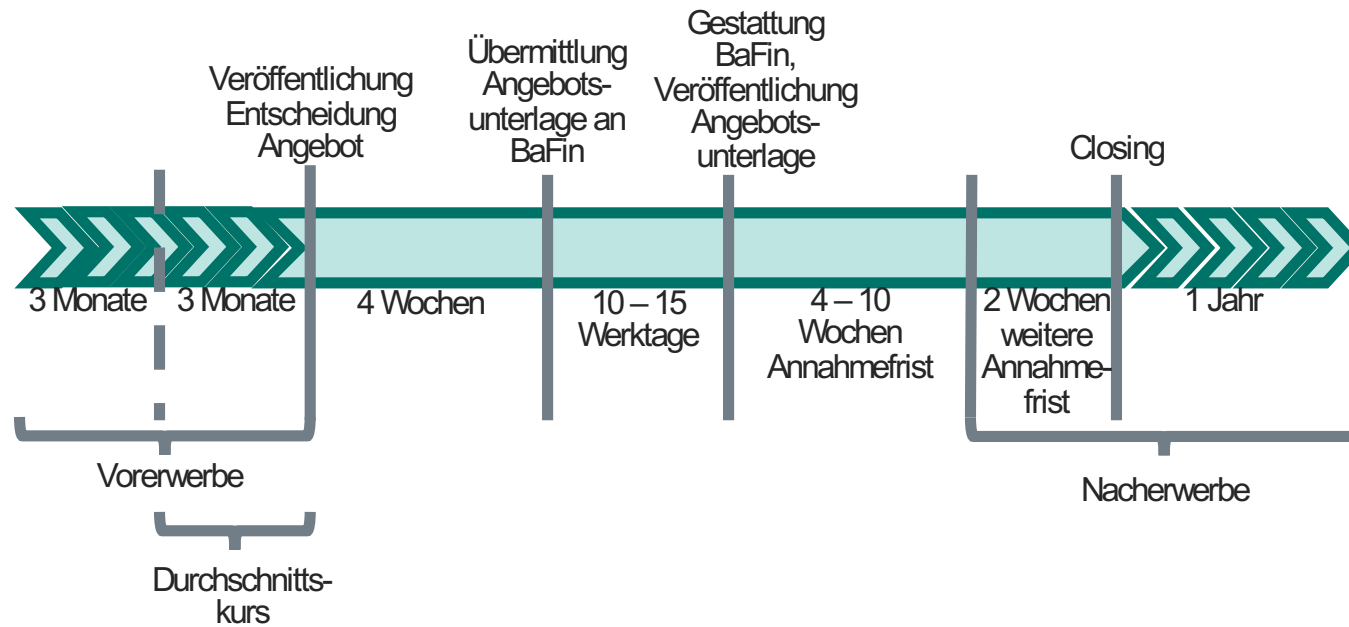 Veröffentlichung
Entscheidung
Angebot
Übermittlung
Angebots-
unterlage an
BaFin
Gestattung
BaFin,
Veröffentlichung
Angebots-
unterlage
Closing
3 Monate
3 Monate
4 Wochen
10 – 15
Werktage
4 – 10
Wochen
Annahmefrist
2 Wochen
weitere
Annahme-
frist
1 Jahr
Vorerwerbe
Nacherwerbe
Durchschnitts-
kurs